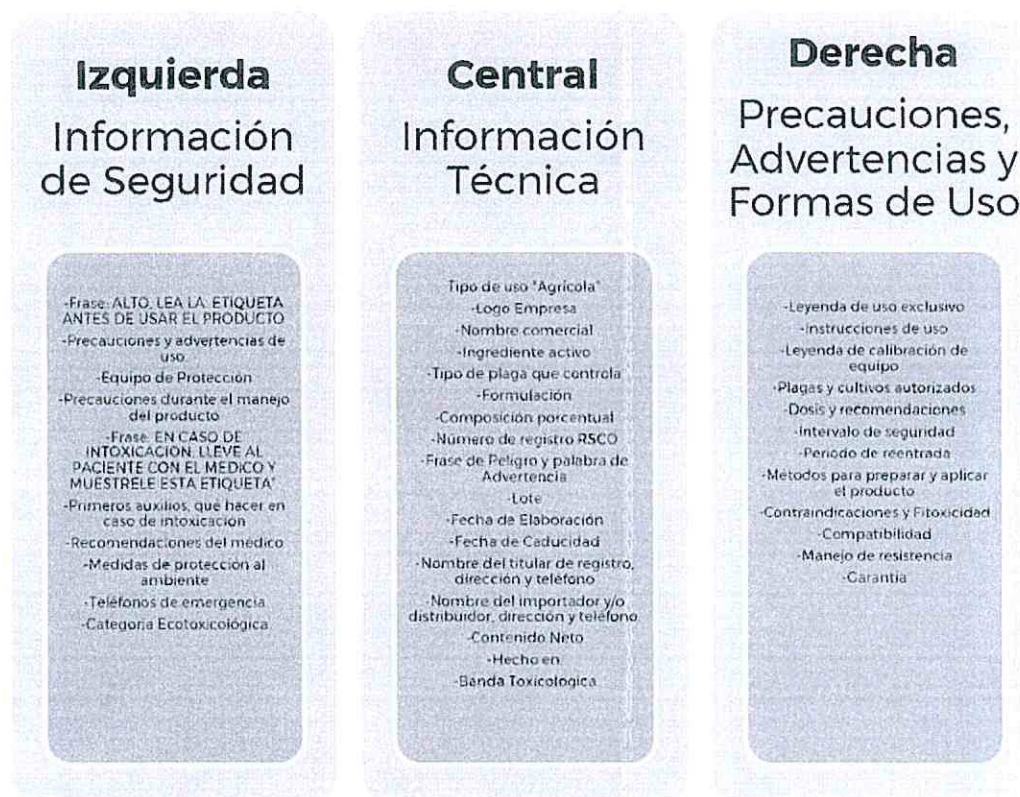 Izquierda
Información
de Seguridad
-Frase: ALTO, LEA LA ETIQUETA
ANTES DE USAR EL PRODUCTO
-Precauciones y advertencias de
uso
-Equipo de Protección
-Precauciones durante el manejo
del producto
-Frase: EN CASO DE
INTOXICACIÓN, LLEVE AL
PACIENTE CON EL MEDICO Y
MUESTRELE ESTA ETIQUETA"
-Primeros auxilios, qué hacer en
caso de intoxicación
-Recomendaciones del médico
-Medidas de protección al
ambiente
-Teléfonos de emergencia
-Categoria Ecotoxicológica
Central
Información
Técnica
Tipo de uso "Agrícola"
-Logo Empresa
-Nombre comercial
-Ingrediente activo
-Tipo de plaga que controla
-Formulación
-Composición porcentual
-Número de registro RSCO
-Frase de Peligro y palabra de
Advertencia
-Lote
-Fecha de Elaboración
-Fecha de Caducidad
-Nombre del titular de registro,
dirección y teléfono
-Nombre del importador y/o
distribuidor, dirección y teléfono
-Contenido Neto
-Hecho en
-Banda Toxicologica
Derecha
Precauciones,
Advertencias y
Formas de Uso
-Leyenda de uso exclusivo
-Instrucciones de uso
-Leyenda de calibración de
equipo
-Plagas y cultivos autorizados
-Dosis y recomendaciones
-Intervalo de seguridad
-Periodo de reentrada
-Métodos para preparar y aplicar
el producto
-Contraindicaciones y Fitoxicidad
-Compatibilidad
-Manejo de resistencia
-Garantía